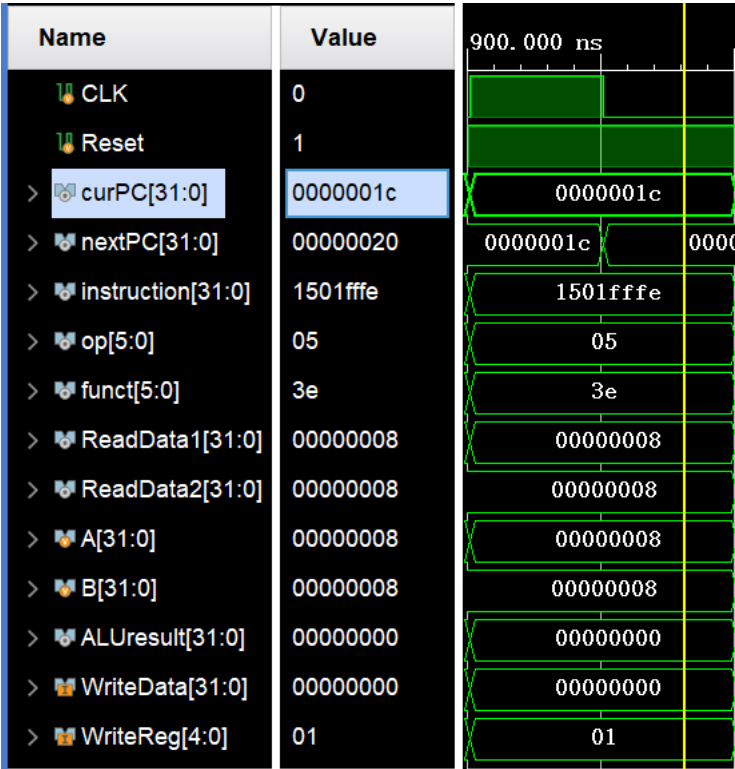 Name Value 900.000 ns
CLK 0
Reset 1
curPC[31:0] 0000001c 0000001c
nextPC[31:0] 00000020 0000001c 0000
instruction[31:0] 1501fffe 1501fffe
op[5:0] 05 05
funct[5:0] 3e 3e
ReadData1[31:0] 00000008 00000008
ReadData2[31:0] 00000008 00000008
A[31:0] 00000008 00000008
B[31:0] 00000008 00000008
ALUresult[31:0] 00000000 00000000
WriteData[31:0] 00000000 00000000
WriteReg[4:0] 01 01